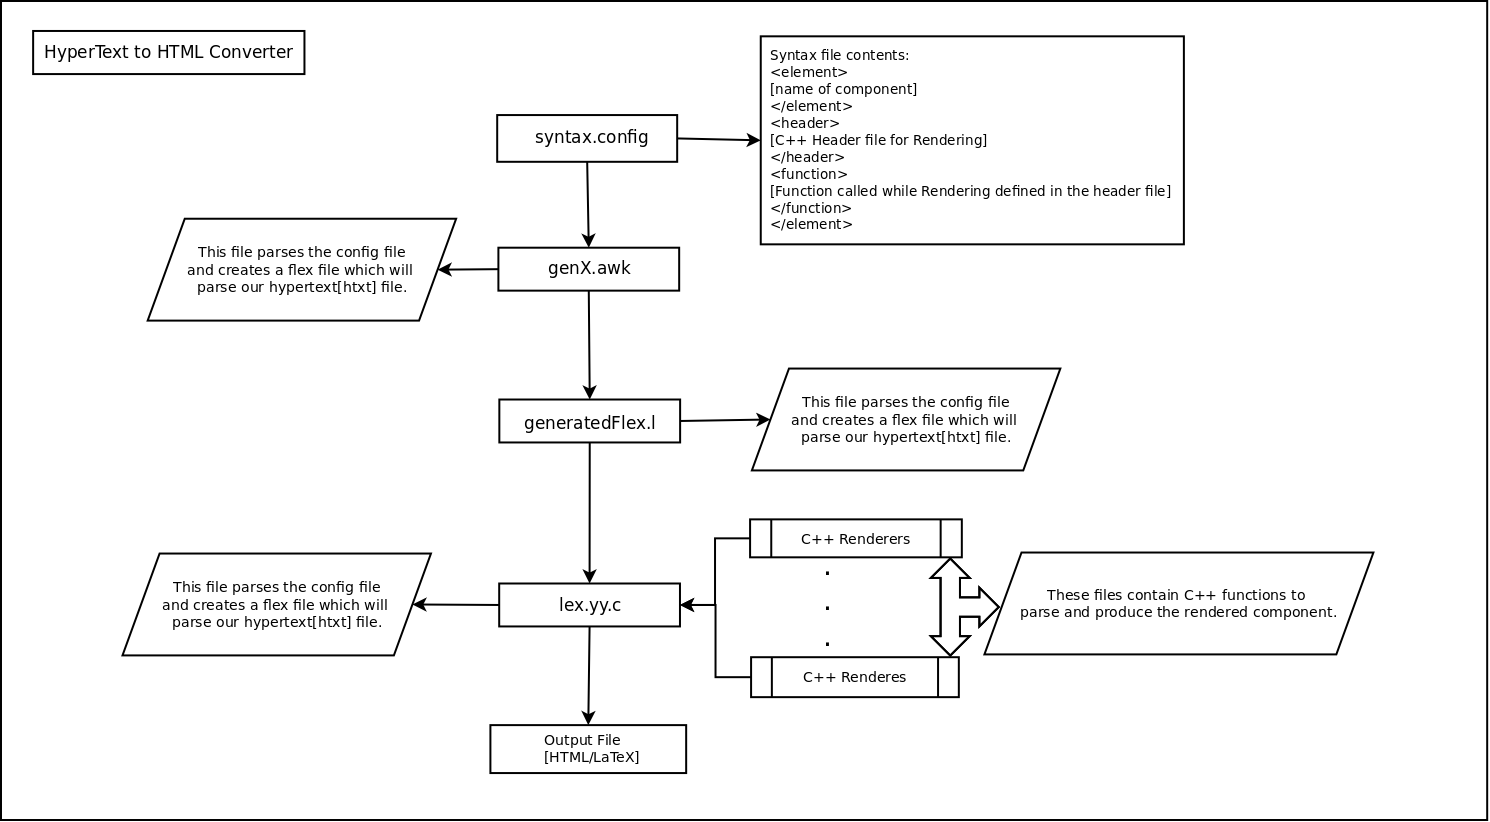 HyperText to HTML Converter
Syntax file contents:
<element>
[name of component]
</element>
<header>
[C++ Header file for Rendering]
</header>
<function>
[Function called while Rendering defined in the header file]
</function>
</element>
syntax.config
This file parses the config file
and creates a flex file which will
parse our hypertext[htxt] file.
genX.awk
generatedFlex.l
This file parses the config file
and creates a flex file which will
parse our hypertext[htxt] file.
This file parses the config file
and creates a flex file which will
parse our hypertext[htxt] file.
lex.yy.c
C++ Renderers
.
.
.
C++ Renderes
These files contain C++ functions to
parse and produce the rendered component.
Output File
[HTML/LaTeX]